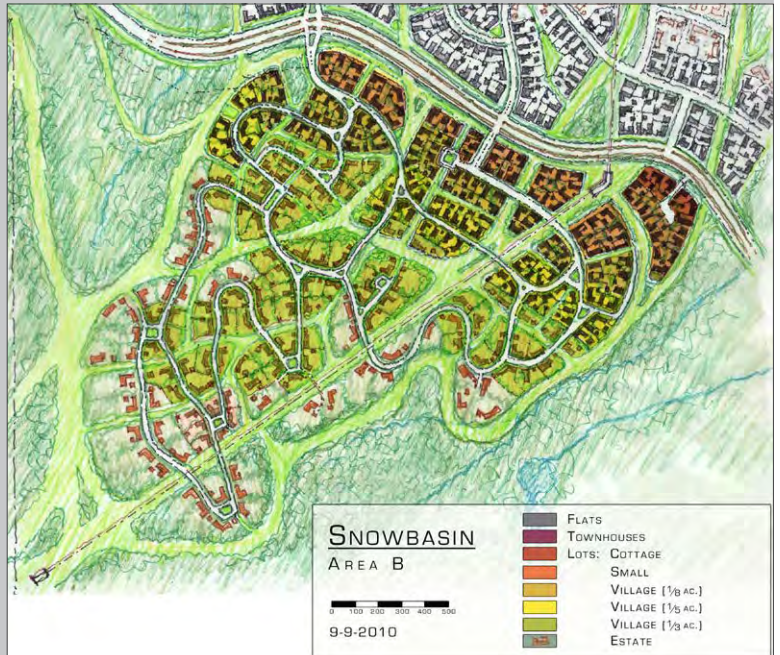 SNOWBASIN
AREA B
0 100 200 300 400 500
9-9-2010
FLATS
TOWNHOUSES
LOTS: COTTAGE
SMALL
VILLAGE (1/8 AC.)
VILLAGE (1/5 AC.)
VILLAGE (1/3 AC.)
ESTATE